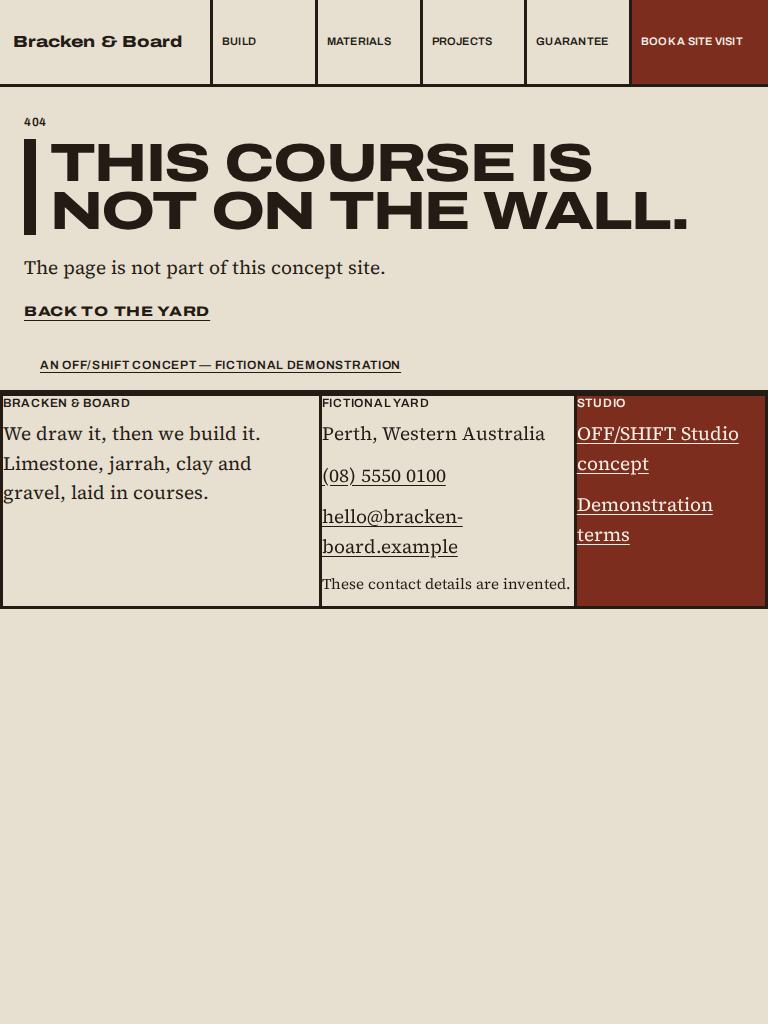 Bracken & Board
BUILD
MATERIALS
PROJECTS
GUARANTEE
BOOK A SITE VISIT
404
THIS COURSE IS
NOT ON THE WALL.
The page is not part of this concept site.
BACK TO THE YARD
AN OFF/SHIFT CONCEPT — FICTIONAL DEMONSTRATION
BRACKEN & BOARD
We draw it, then we build it.
Limestone, jarrah, clay and
gravel, laid in courses.
FICTIONAL YARD
Perth, Western Australia
(08) 5550 0100
hello@bracken-
board.example
These contact details are invented.
STUDIO
OFF/SHIFT Studio
concept
Demonstration
terms